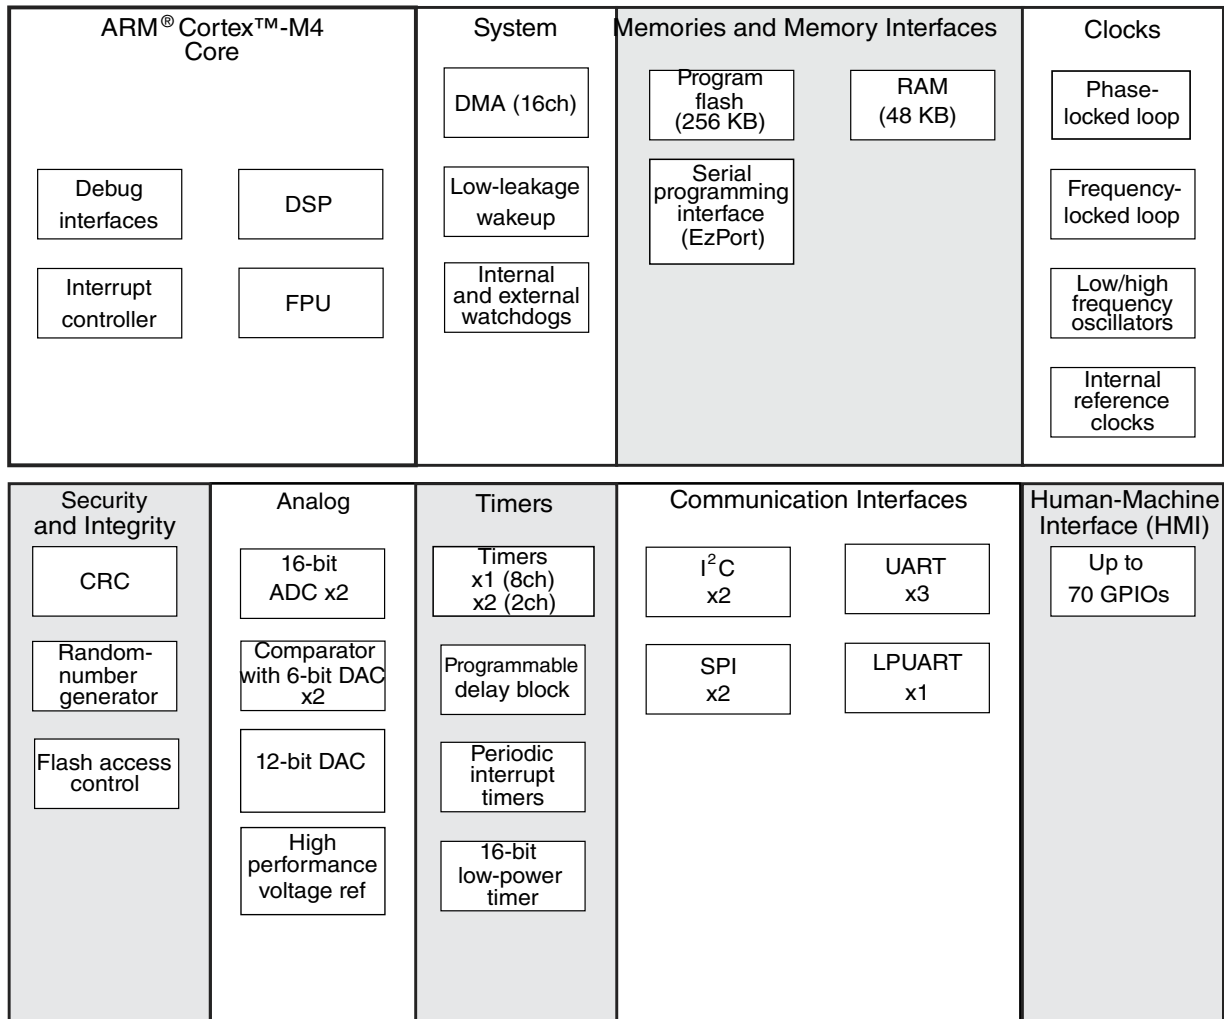 ARM® Cortex™-M4
Core
Debug
interfaces
DSP
Interrupt
controller
FPU
System
DMA (16ch)
Low-leakage
wakeup
Internal
and external
watchdogs
Memories and Memory Interfaces
Program
flash
(256 KB)
RAM
(48 KB)
Serial
programming
interface
(EzPort)
Clocks
Phase-
locked loop
Frequency-
locked loop
Low/high
frequency
oscillators
Internal
reference
clocks
Security
and Integrity
CRC
Random-
number
generator
Flash access
control
Analog
16-bit
ADC x2
Comparator
with 6-bit DAC
x2
12-bit DAC
High
performance
voltage ref
Timers
Timers
x1 (8ch)
x2 (2ch)
Programmable
delay block
Periodic
interrupt
timers
16-bit
low-power
timer
Communication Interfaces
I²C
x2
UART
x3
SPI
x2
LPUART
x1
Human-Machine
Interface (HMI)
Up to
70 GPIOs